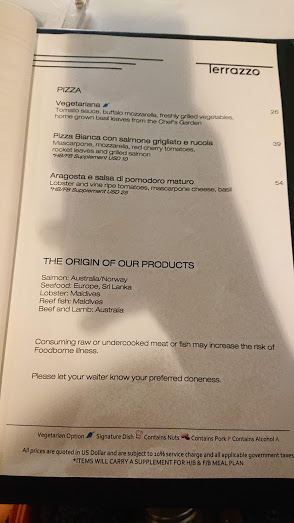 Terrazzo
PIZZA
Vegetariana
Tomato sauce, buffalo mozzarella, freshly grilled vegetables,
home grown basil leaves from the Chef's Garden
26
Pizza Bianca con salmone grigliato e rucola
Mascarpone, mozzarella, red cherry tomatoes,
rocket leaves and grilled salmon
39
Supplement USD 10
Aragosta e salsa di pomodoro maturo
Lobster and vine ripe tomatoes, mascarpone cheese, basil
54
Supplement USD 25
THE ORIGIN OF OUR PRODUCTS
Salmon: Australia/Norway
Seafood: Europe, Sri Lanka
Lobster: Maldives
Reef fish: Maldives
Beef and Lamb: Australia
Consuming raw or undercooked meat or fish may increase the risk of
Foodborne illness.
Please let your waiter know your preferred doneness.
Vegetarian Option Signature Dish Contains Nuts Contains Pork P Contains Alcohol A
All prices are quoted in US Dollar and are subject to 10% service charge and all applicable government taxes
*ITEMS WILL CARRY A SUPPLEMENT FOR H/B & F/B MEAL PLAN